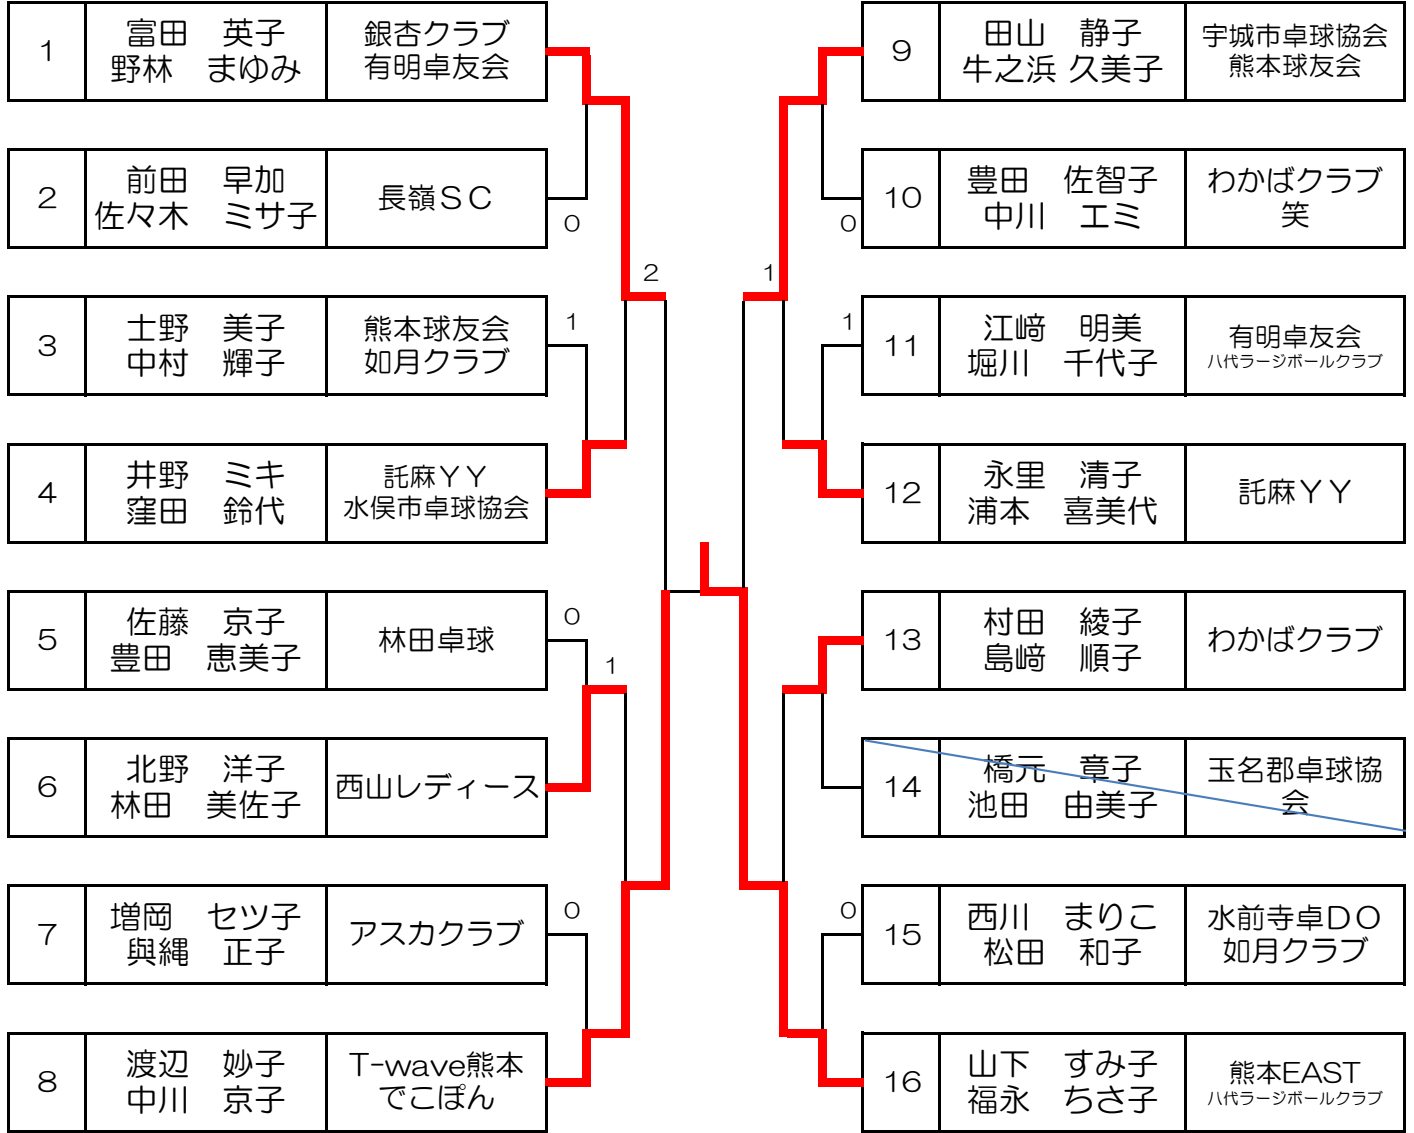 1
富田　英子
野林　まゆみ
銀杏クラブ
有明卓友会
2
前田　早加
佐々木　ミサ子
長嶺ＳＣ
0
2
3
士野　美子
中村　輝子
熊本球友会
如月クラブ
1
4
井野　ミキ
窪田　鈴代
託麻ＹＹ
水俣市卓球協会
5
佐藤　京子
豊田　恵美子
林田卓球
0
1
6
北野　洋子
林田　美佐子
西山レディース
7
増岡　セツ子
與縄　正子
アスカクラブ
0
8
渡辺　妙子
中川　京子
T-wave熊本
でこぽん
9
田山　静子
牛之浜 久美子
宇城市卓球協会
熊本球友会
10
豊田　佐智子
中川　エミ
わかばクラブ
笑
0
1
11
江﨑　明美
堀川　千代子
有明卓友会
八代ラージボールクラブ
1
12
永里　清子
浦本　喜美代
託麻ＹＹ
13
村田　綾子
島﨑　順子
わかばクラブ
14
橋元　章子
池田　由美子
玉名郡卓球協
会
15
西川　まりこ
松田　和子
水前寺卓ＤＯ
如月クラブ
0
16
山下　すみ子
福永　ちさ子
熊本EAST
八代ラージボールクラブ